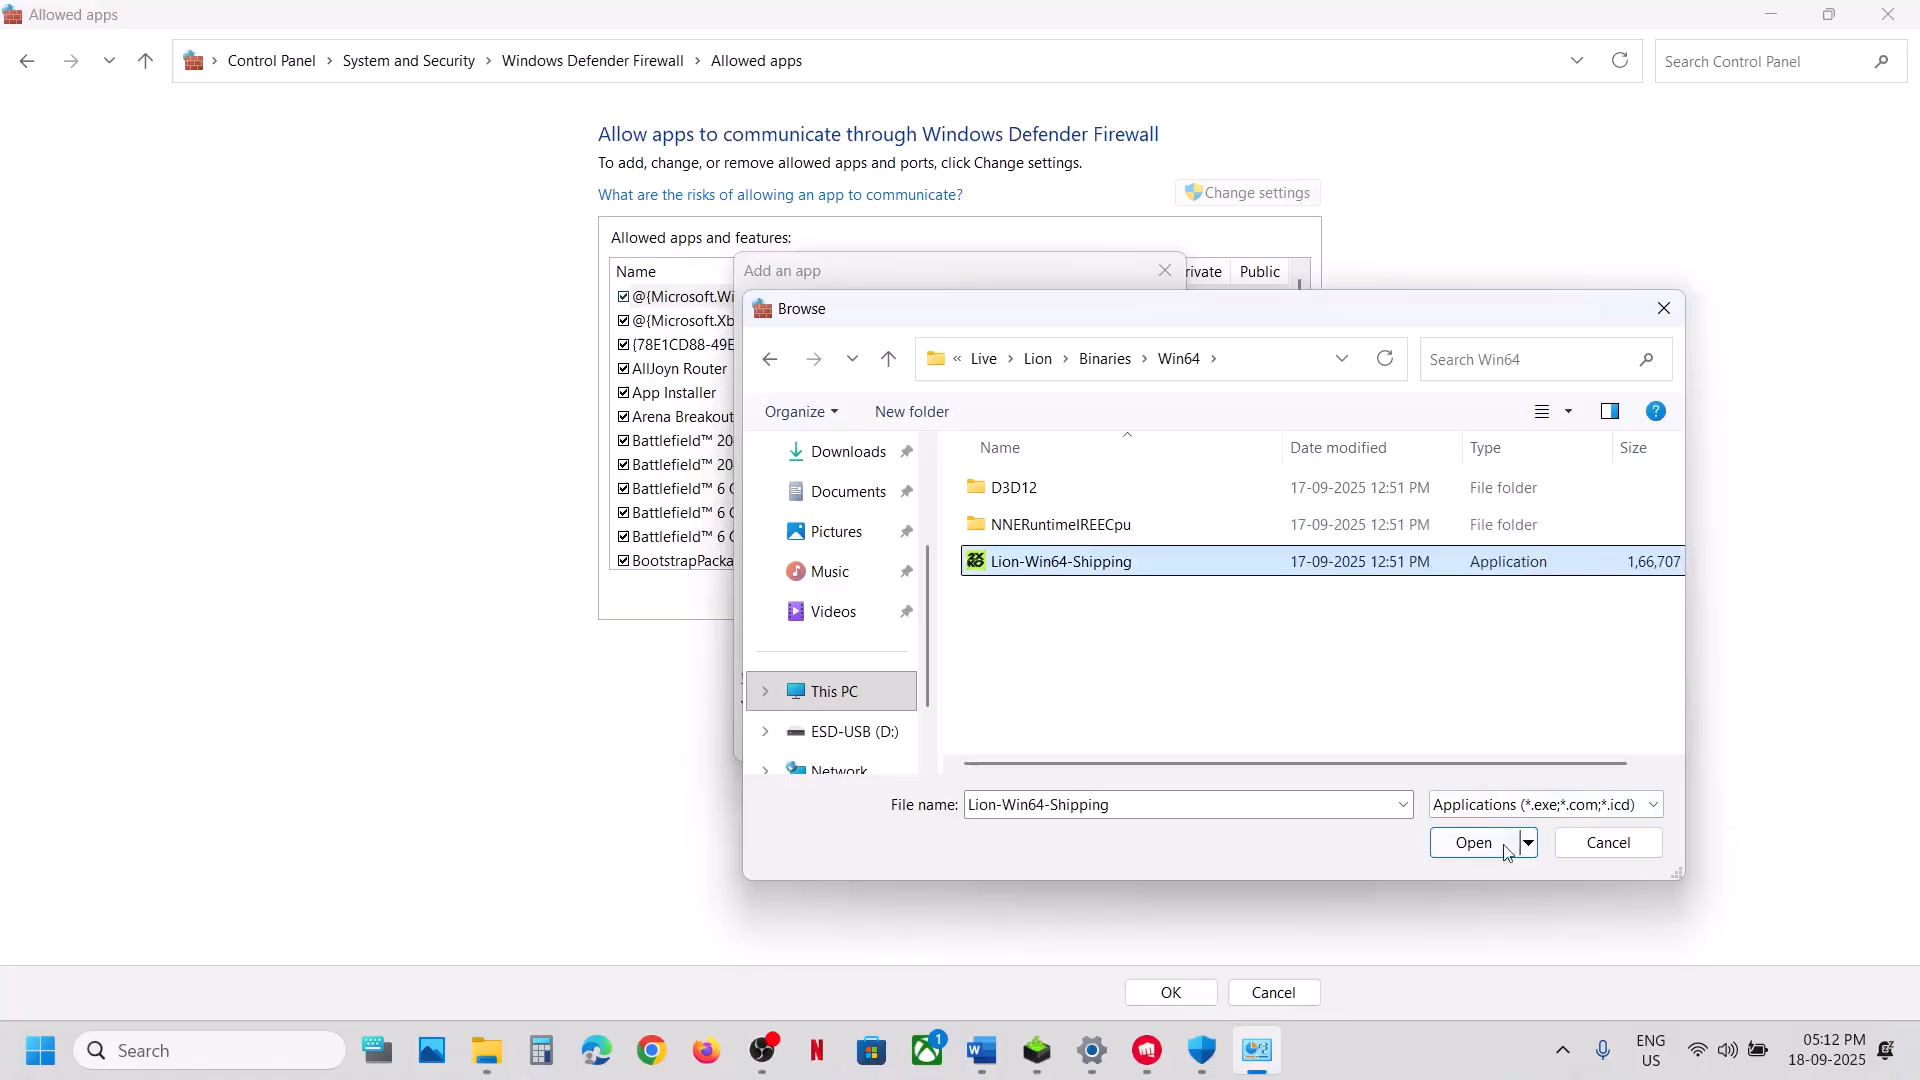 Allowed apps
Control Panel > System and Security > Windows Defender Firewall > Allowed apps
Search Control Panel
Allow apps to communicate through Windows Defender Firewall
To add, change, or remove allowed apps and ports, click Change settings.
What are the risks of allowing an app to communicate?
Change settings
Allowed apps and features:
Name
rivate Public
@{Microsoft.Wi
@{Microsoft.Xb
{78E1CD88-49E
AllJoyn Router
App Installer
Arena Breakout
Battlefield™ 20
Battlefield™ 20
Battlefield™ 6 O
Battlefield™ 6 O
Battlefield™ 6 O
BootstrapPacka
Add an app
Browse
« Live > Lion > Binaries > Win64 >
Search Win64
Organize
New folder
Downloads
Documents
Pictures
Music
Videos
This PC
ESD-USB (D:)
Network
Name Date modified Type Size
D3D12 17-09-2025 12:51 PM File folder
NNERuntimeIREECpu 17-09-2025 12:51 PM File folder
Lion-Win64-Shipping 17-09-2025 12:51 PM Application 1,66,707
File name: Lion-Win64-Shipping
Applications (*.exe;*.com;*.icd)
Open Cancel
OK Cancel
Search
1
ENG
US
05:12 PM
18-09-2025